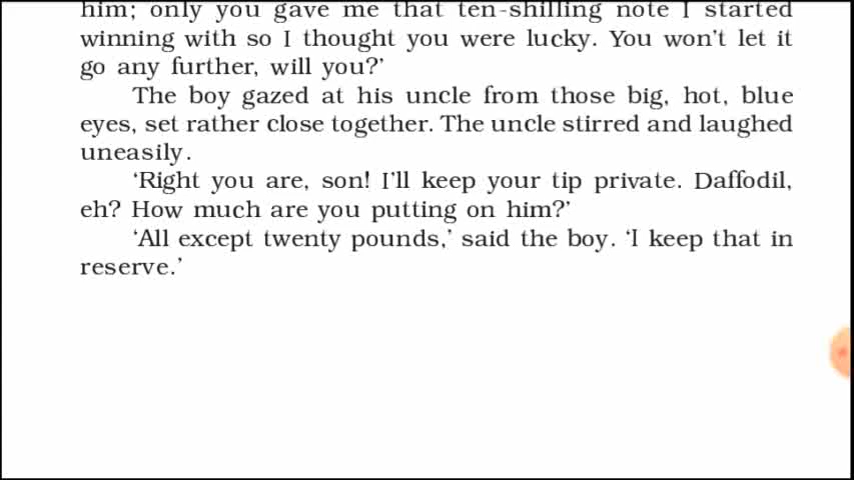 him; only you gave me that ten-shilling note I started
winning with so I thought you were lucky. You won't let it
go any further, will you?'
The boy gazed at his uncle from those big, hot, blue
eyes, set rather close together. The uncle stirred and laughed
uneasily.
‘Right you are, son! I'll keep your tip private. Daffodil,
eh? How much are you putting on him?’
‘All except twenty pounds,’ said the boy. ‘I keep that in
reserve.’